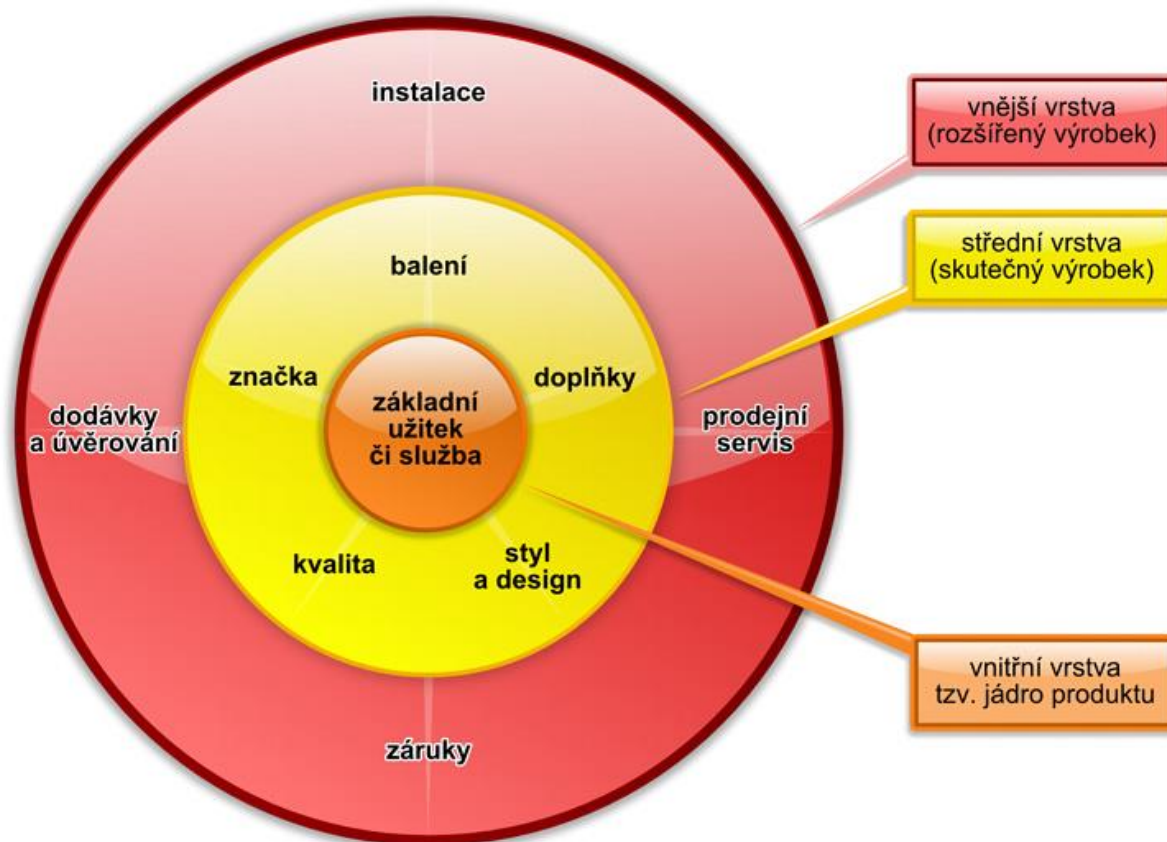 instalace
vnější vrstva
(rozšířený výrobek)
střední vrstva
(skutečný výrobek)
balení
značka
doplňky
základní
užitek
či služba
dodávky
a úvěrování
prodejní
servis
kvalita
styl
a design
vnitřní vrstva
tzv. jádro produktu
záruky